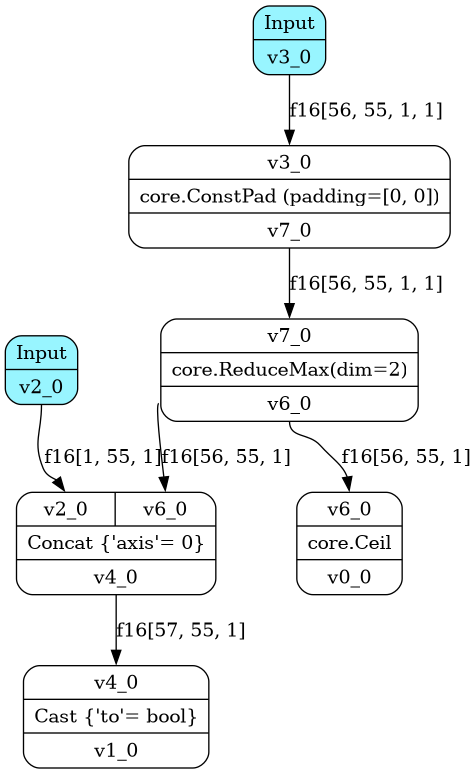 Input
v3_0
f16[56, 55, 1, 1]
v3_0
core.ConstPad (padding=[0, 0])
v7_0
f16[56, 55, 1, 1]
v7_0
core.ReduceMax(dim=2)
v6_0
Input
v2_0
f16[1, 55, 1]
f16[56, 55, 1]
f16[56, 55, 1]
v2_0
v6_0
Concat {'axis'= 0}
v4_0
v6_0
core.Ceil
v0_0
f16[57, 55, 1]
v4_0
Cast {'to'= bool}
v1_0